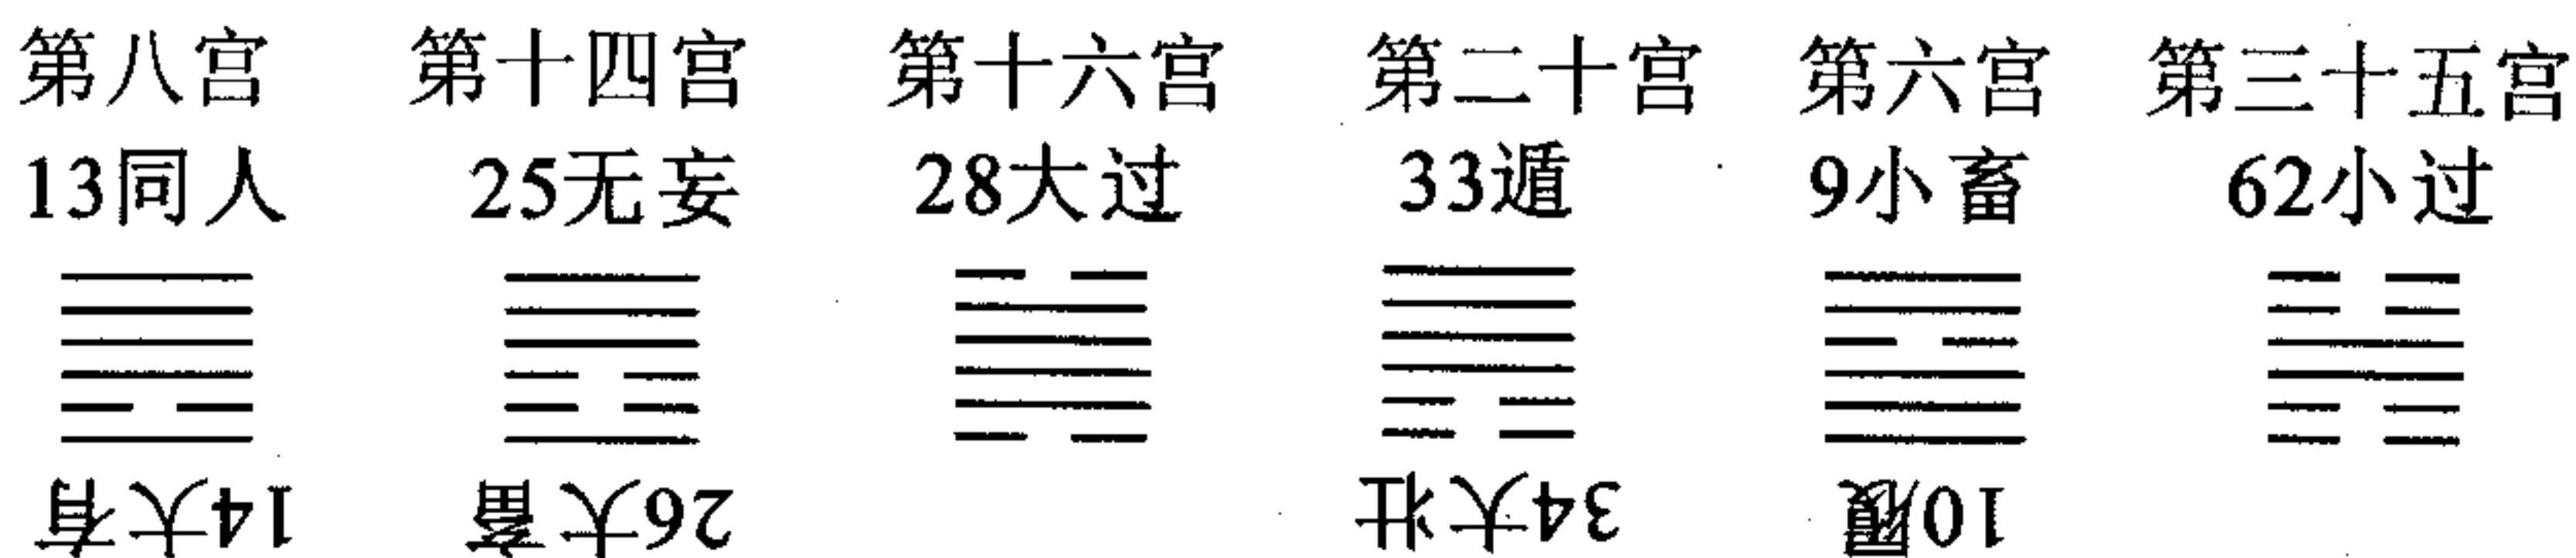 第八宫 第十四宫 第十六宫 第二十宫 第六宫 第三十五宫
13同人 25无妄 28大过 33遁 9小畜 62小过
14大有 26大畜 34大壮 10履